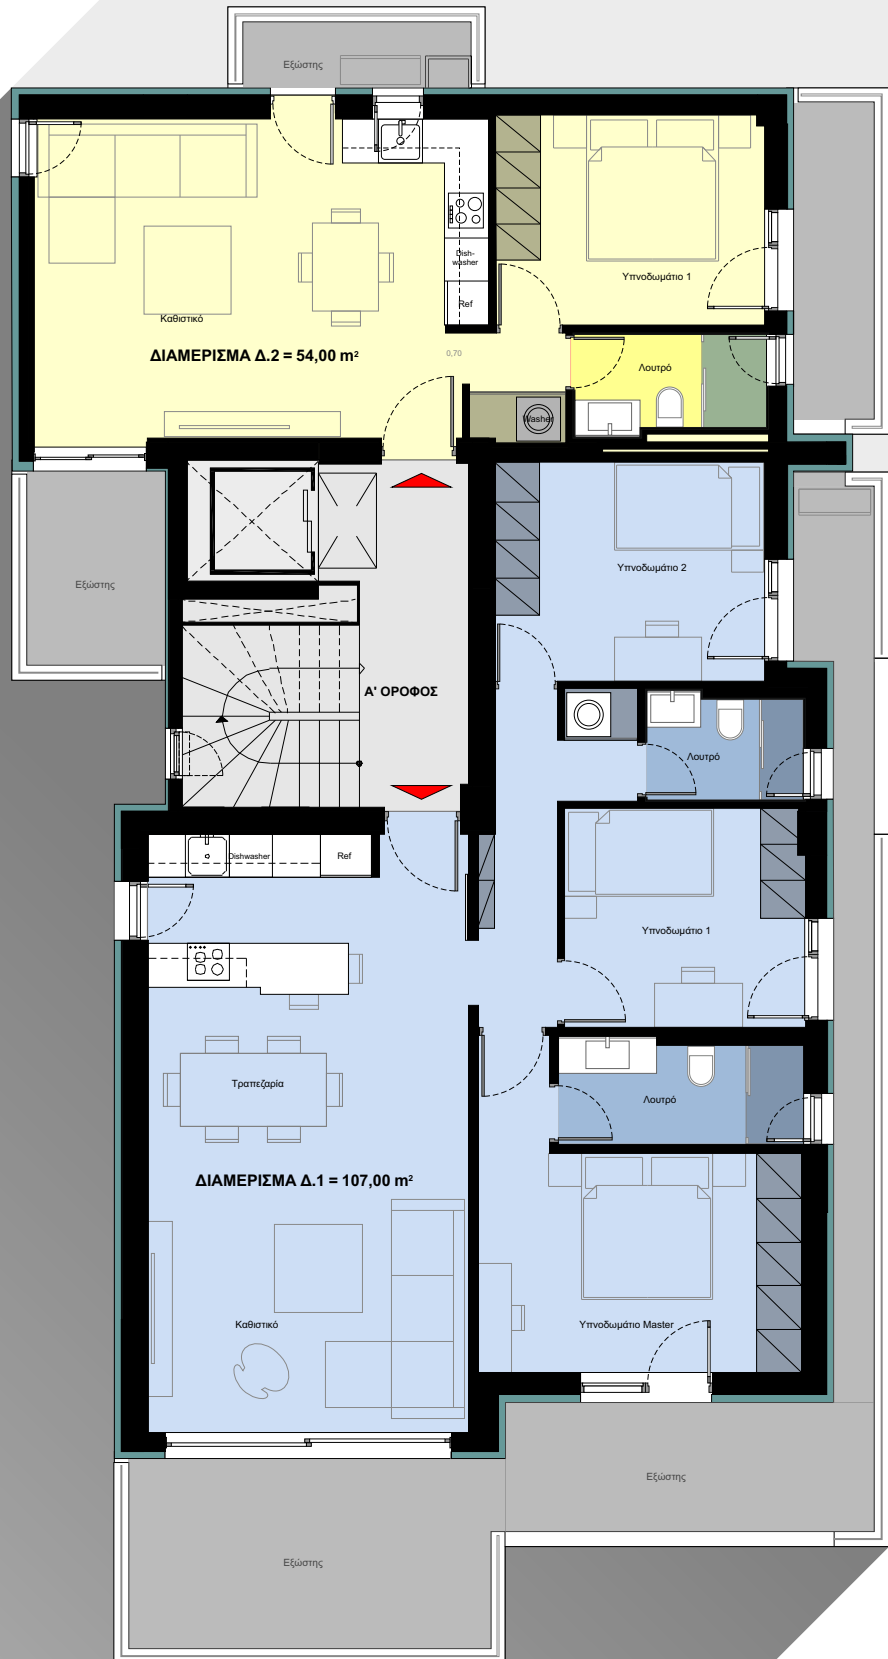 Εξώστης
Υπνοδωμάτιο 1
Dish-
washer
Ref
Καθιστικό
ΔΙΑΜΕΡΙΣΜΑ Δ.2 = 54,00 m²
0,70
Λουτρό
Washer
Υπνοδωμάτιο 2
Εξώστης
Α' ΟΡΟΦΟΣ
Λουτρό
Dishwasher
Ref
Υπνοδωμάτιο 1
Τραπεζαρία
Λουτρό
ΔΙΑΜΕΡΙΣΜΑ Δ.1 = 107,00 m²
Καθιστικό
Υπνοδωμάτιο Master
Εξώστης
Εξώστης